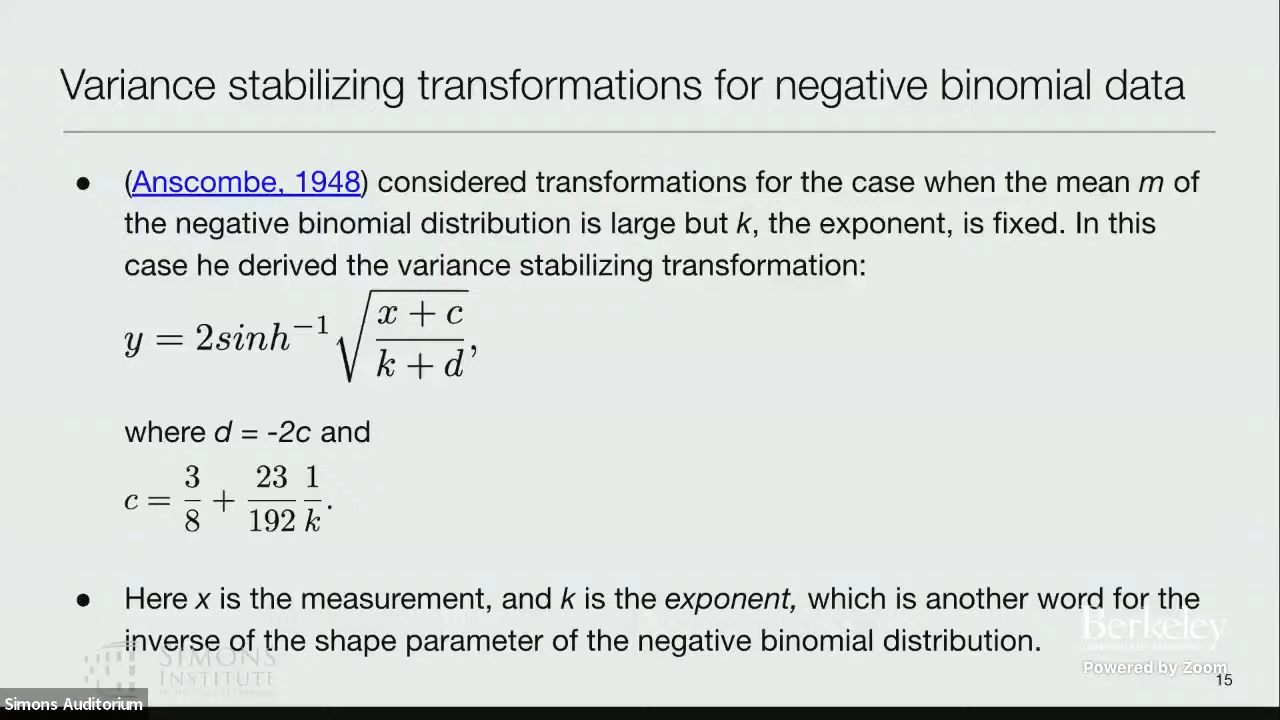 Variance stabilizing transformations for negative binomial data
● (Anscombe, 1948) considered transformations for the case when the mean m of
the negative binomial distribution is large but k, the exponent, is fixed. In this
case he derived the variance stabilizing transformation:
y = 2sinh⁻¹ √((x + c)/(k + d)),
where d = -2c and
c = 3/8 + 23/192 1/k.
● Here x is the measurement, and k is the exponent, which is another word for the
inverse of the shape parameter of the negative binomial distribution.
Berkeley
SIMONS
INSTITUTE
Powered by Zoom
15
Simons Auditorium